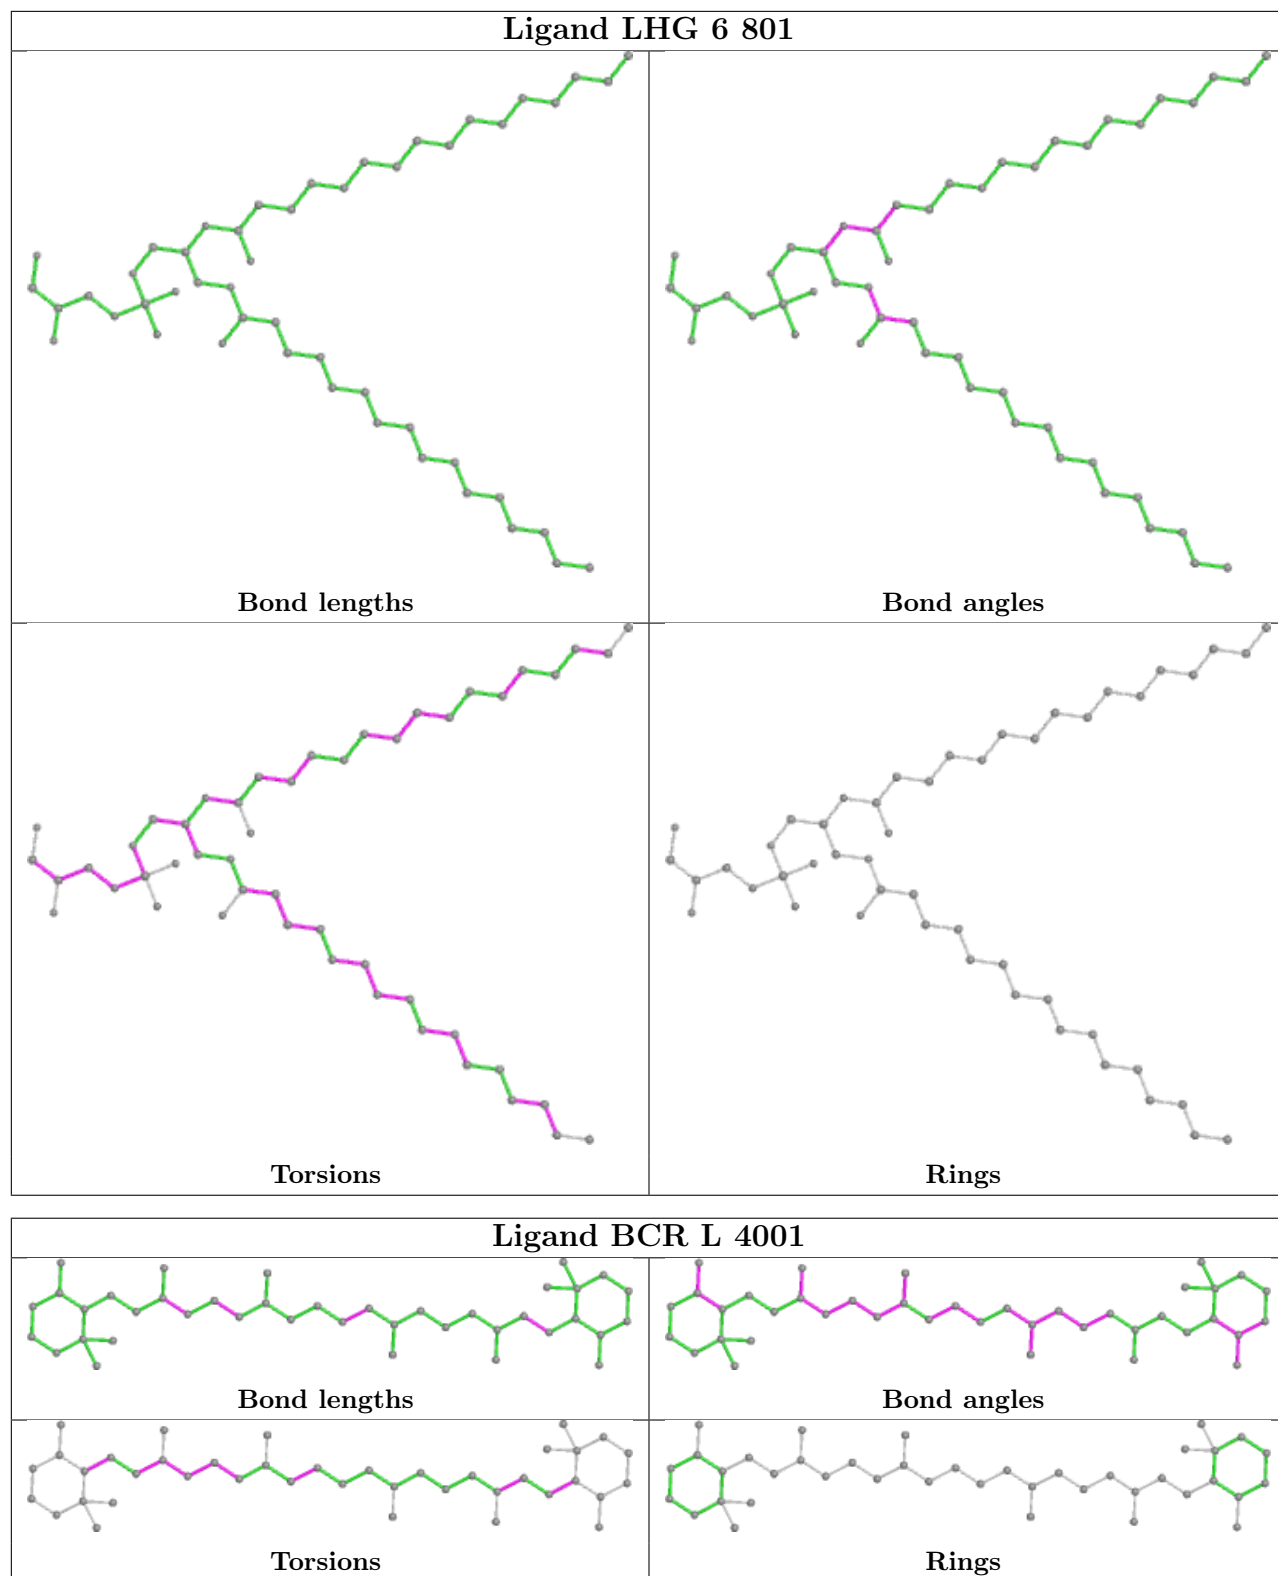 Ligand LHG 6 801
Bond lengths
Bond angles
Torsions
Rings
Ligand BCR L 4001
Bond lengths
Bond angles
Torsions
Rings